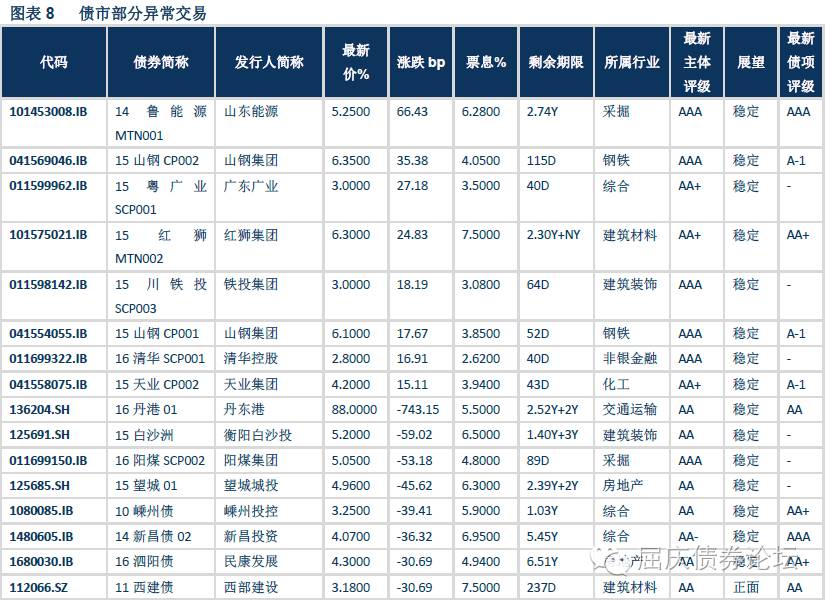 图表 8 债市部分异常交易
代码 债券简称 发行人简称 最新价% 涨跌 bp 票息% 剩余期限 所属行业 最新主体评级 展望 最新债项评级
101453008.IB 14 鲁能源 MTN001 山东能源 5.2500 66.43 6.2800 2.74Y 采掘 AAA 稳定 AAA
041569046.IB 15 山钢 CP002 山钢集团 6.3500 35.38 4.0500 115D 钢铁 AAA 稳定 A-1
011599962.IB 15 粤广业 SCP001 广东广业 3.0000 27.18 3.5000 40D 综合 AA+ 稳定 -
101575021.IB 15 红狮 MTN002 红狮集团 6.3000 24.83 7.5000 2.30Y+NY 建筑材料 AA+ 稳定 AA+
011598142.IB 15 川铁投 SCP003 铁投集团 3.0000 18.19 3.0800 64D 建筑装饰 AAA 稳定 -
041554055.IB 15 山钢 CP001 山钢集团 6.1000 17.67 3.8500 52D 钢铁 AAA 稳定 A-1
011699322.IB 16 清华 SCP001 清华控股 2.8000 16.91 2.6200 40D 非银金融 AAA 稳定 -
041558075.IB 15 天业 CP002 天业集团 4.2000 15.11 3.9400 43D 化工 AA+ 稳定 A-1
136204.SH 16 丹港 01 丹东港 88.0000 -743.15 5.5000 2.52Y+2Y 交通运输 AA 稳定 AA
125691.SH 15 白沙洲 衡阳白沙投 5.2000 -59.02 6.5000 1.40Y+3Y 建筑装饰 AA 稳定 -
011699150.IB 16 阳煤 SCP002 阳煤集团 5.0500 -53.18 4.8000 89D 采掘 AAA 稳定 -
125685.SH 15 望城 01 望城城投 4.9600 -45.62 6.3000 2.39Y+2Y 房地产 AA 稳定 -
1080085.IB 10 嵊州债 嵊州投控 3.2500 -39.41 5.9000 1.03Y 综合 AA 稳定 AA+
1480605.IB 14 新昌债 02 新昌投资 4.0700 -36.32 6.9500 5.45Y 综合 AA- 稳定 AAA
1680030.IB 16 泗阳债 民康发展 4.3000 -30.69 4.9400 6.51Y 产 AA 稳定 AA+
112066.SZ 11 西建债 西部建设 3.1800 -30.69 7.5000 237D 建筑材料 AA 正面 AA
屈庆债券论坛